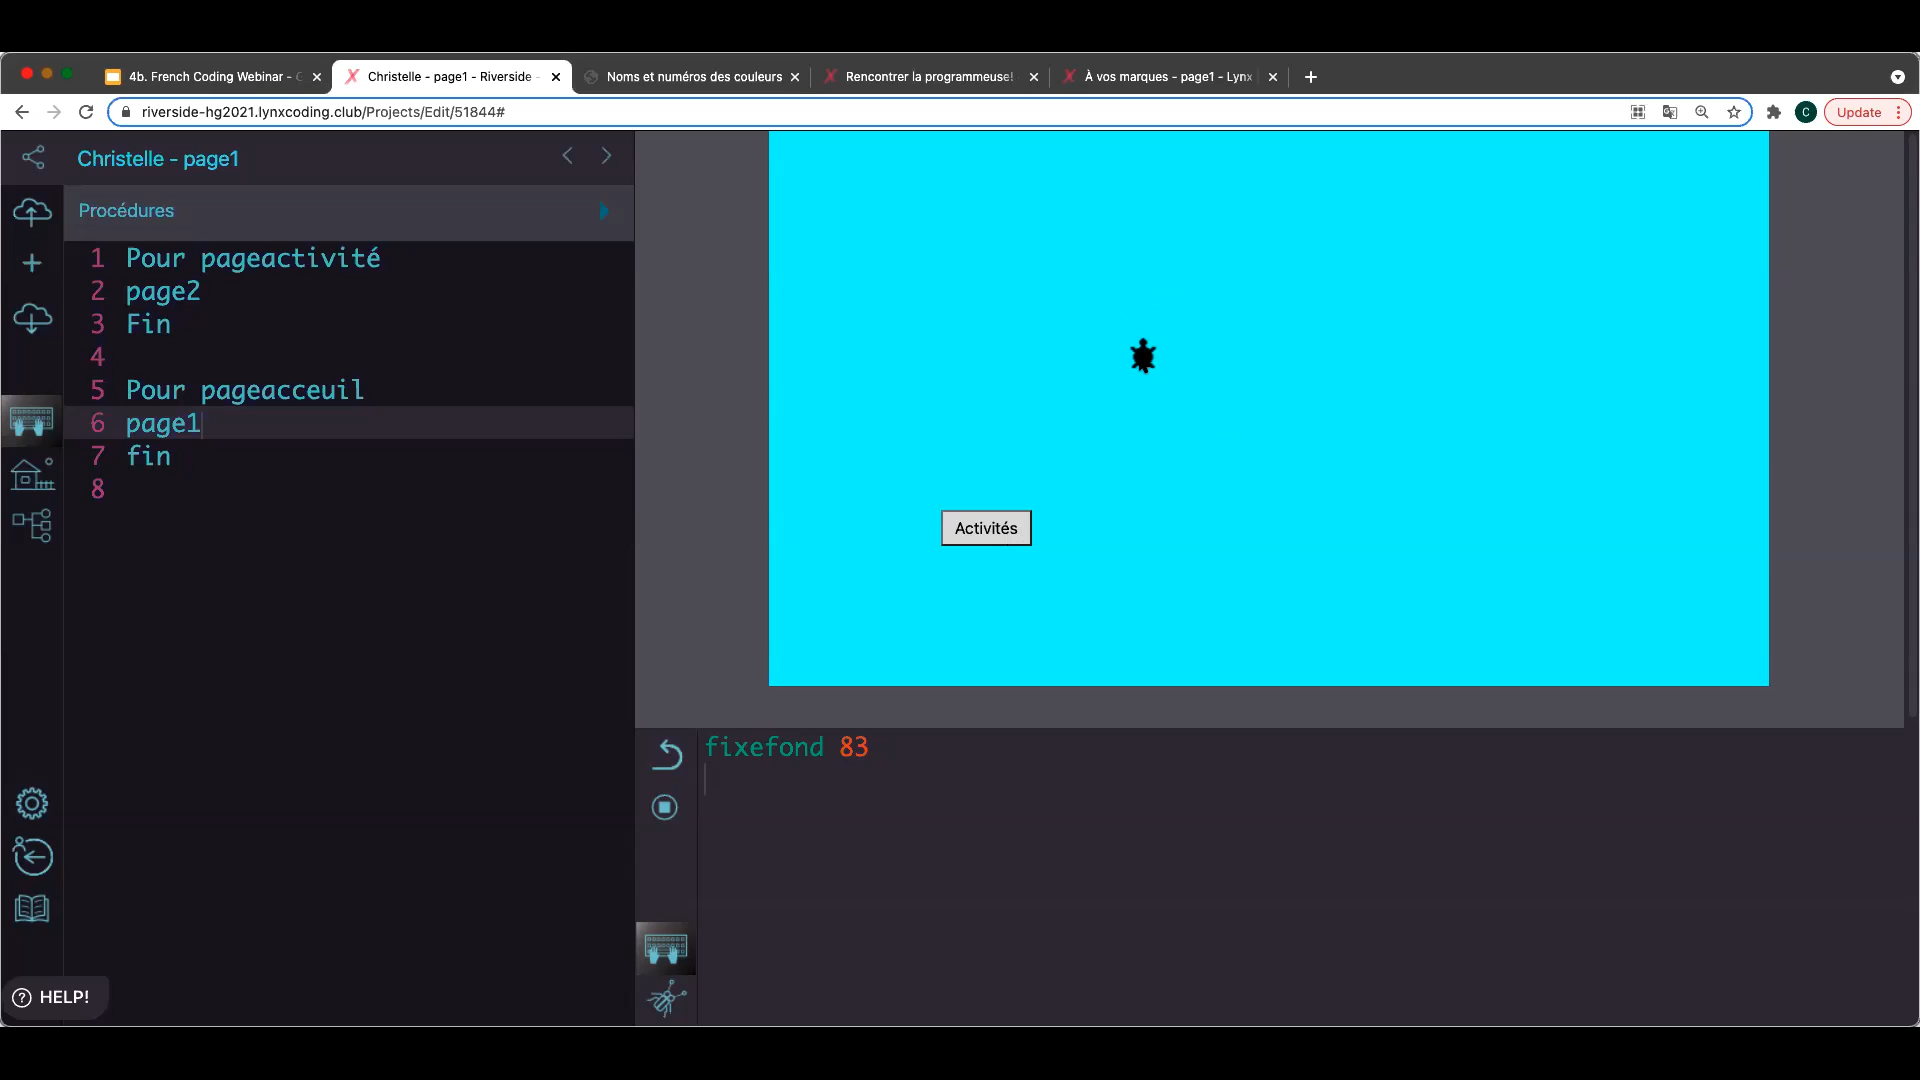 4b. French Coding Webinar - G
Christelle - page1 - Riverside -
Noms et numéros des couleurs
Rencontrer la programmeuse!
À vos marques - page1 - Lynx
riverside-hg2021.lynxcoding.club/Projects/Edit/51844#
C
Update
Christelle - page1
Procédures
1 Pour pageactivité
2 page2
3 Fin
4
5 Pour pageacceuil
6 page1
7 fin
8
Activités
fixefond 83
? HELP!